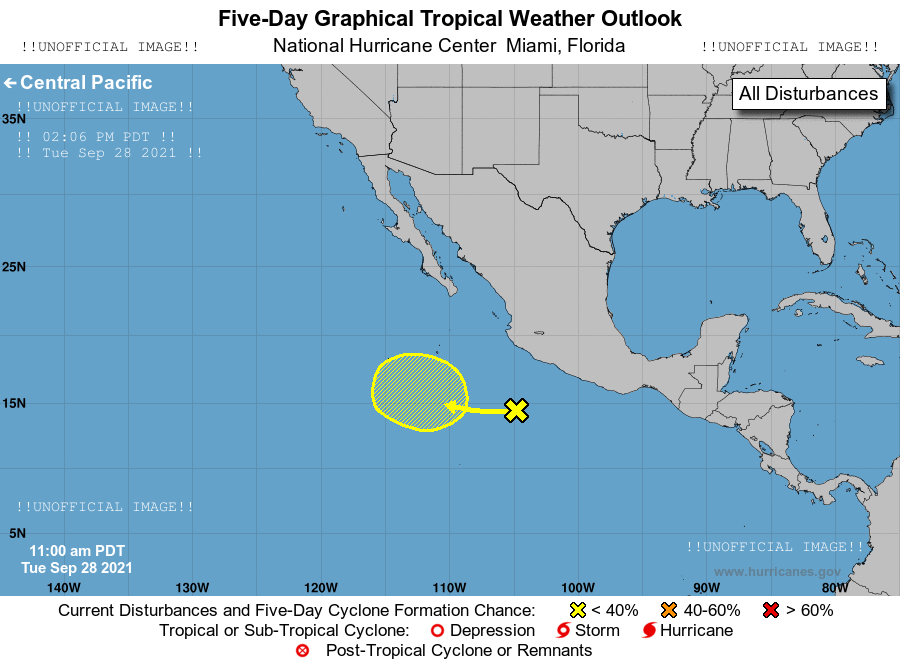 Five-Day Graphical Tropical Weather Outlook
!!UNOFFICIAL IMAGE!!
National Hurricane Center  Miami, Florida
!!UNOFFICIAL IMAGE!!
Central Pacific
All Disturbances
!!UNOFFICIAL IMAGE!!
35N
!! 02:06 PM PDT !!
!! Tue Sep 28 2021 !!
25N
15N
!!UNOFFICIAL IMAGE!!
5N
11:00 am PDT
Tue Sep 28 2021
!!UNOFFICIAL IMAGE!!
www.hurricanes.gov
140W 130W 120W 110W 100W 90W 80W
Current Disturbances and Five-Day Cyclone Formation Chance: < 40% 40-60% > 60%
Tropical or Sub-Tropical Cyclone: Depression Storm Hurricane
Post-Tropical Cyclone or Remnants